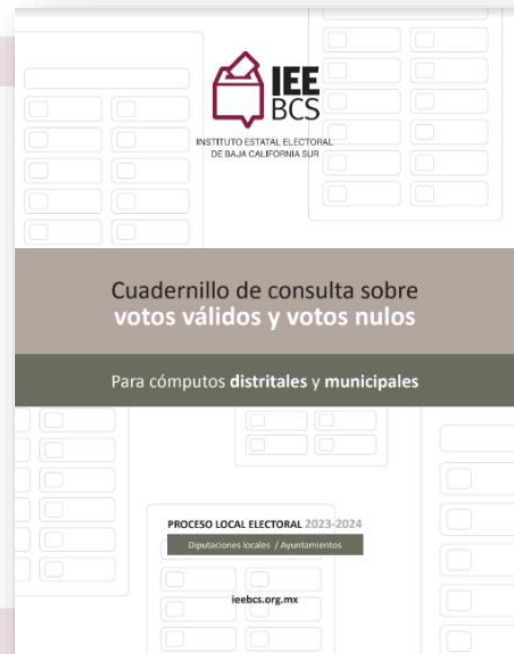 IEE
BCS
INSTITUTO ESTATAL ELECTORAL
DE BAJA CALIFORNIA SUR
Cuadernillo de consulta sobre
votos válidos y votos nulos
Para cómputos distritales y municipales
PROCESO LOCAL ELECTORAL 2023-2024
Diputaciones locales / Ayuntamientos
ieebcs.org.mx